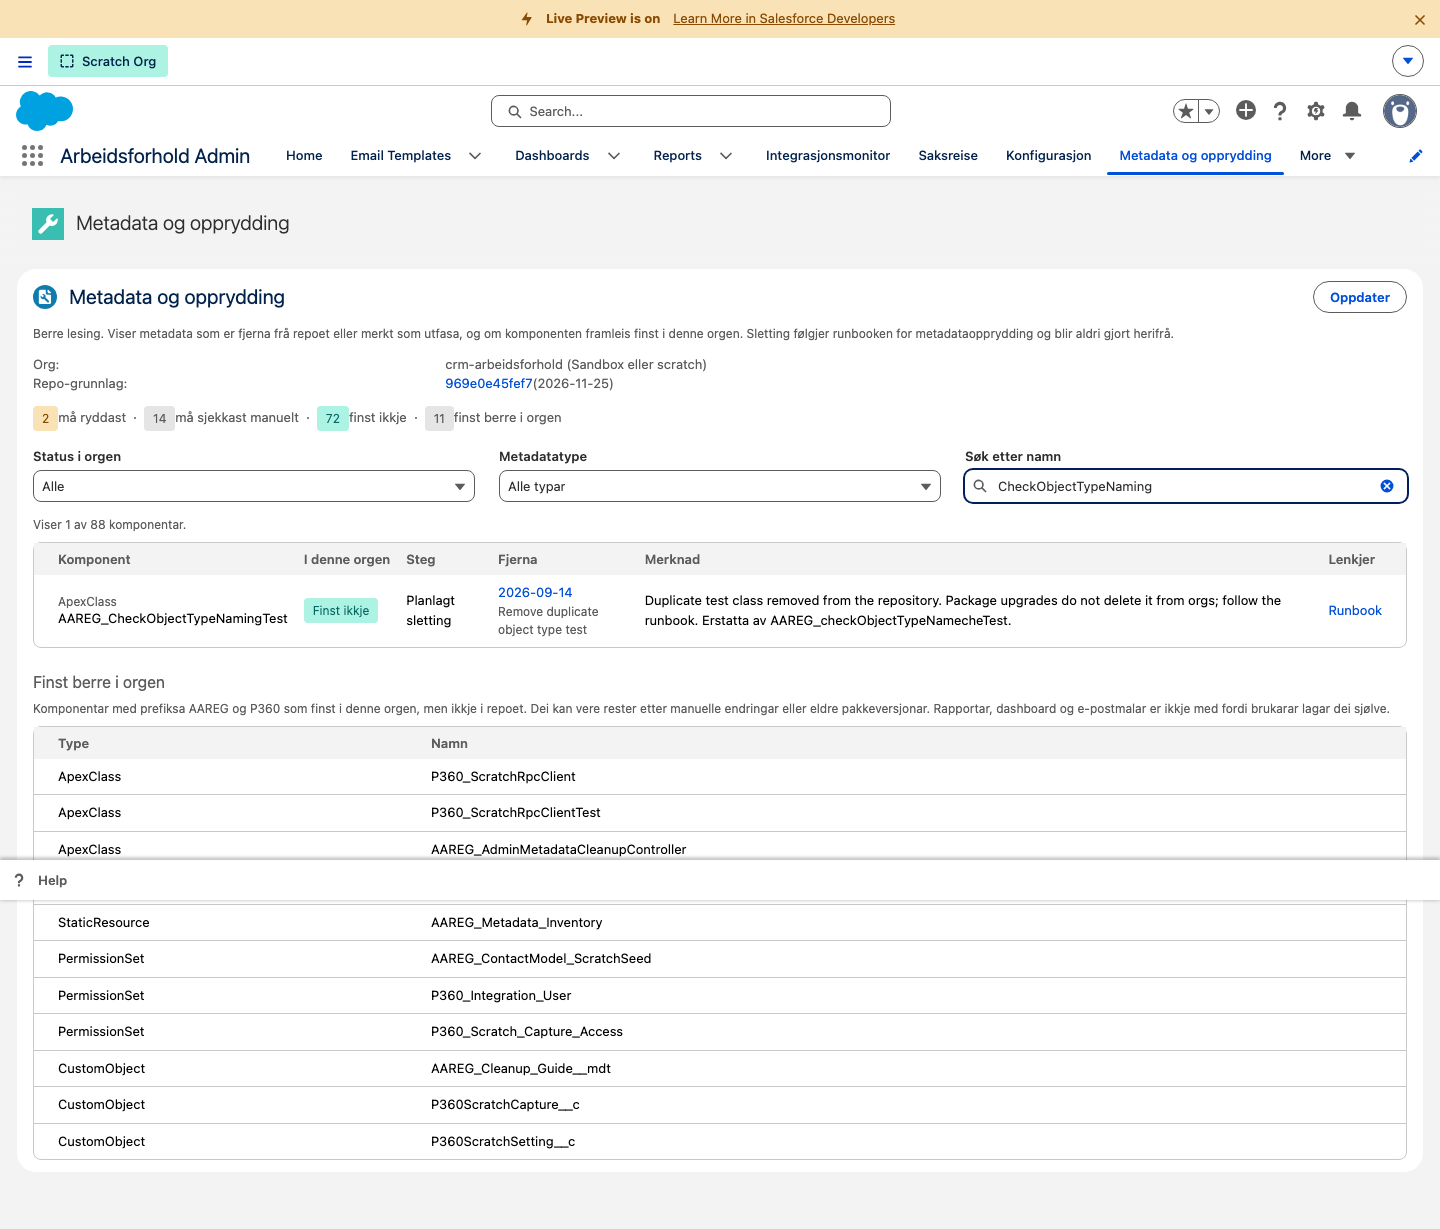 Live Preview is on Learn More in Salesforce Developers
Scratch Org
Search...
Arbeidsforhold Admin Home Email Templates Dashboards Reports Integrasjonsmonitor Saksreise Konfigurasjon Metadata og opprydding More
Metadata og opprydding
Metadata og opprydding Oppdater
Berre lesing. Viser metadata som er fjerna frå repoet eller merkt som utfasa, og om komponenten framleis finst i denne orgen. Sletting følgjer runbooken for metadataopprydding og blir aldri gjort herifrå.
Org: crm-arbeidsforhold (Sandbox eller scratch)
Repo-grunnlag: 969e0e45fef7(2026-11-25)
2 må ryddast · 14 må sjekkast manuelt · 72 finst ikkje · 11 finst berre i orgen
Status i orgen Metadatatype Søk etter namn
Alle Alle typar CheckObjectTypeNaming
Viser 1 av 88 komponentar.
Komponent I denne orgen Steg Fjerna Merknad Lenkjer
ApexClass
AAREG_CheckObjectTypeNamingTest
Finst ikkje
Planlagt
sletting
2026-09-14
Remove duplicate
object type test
Duplicate test class removed from the repository. Package upgrades do not delete it from orgs; follow the
runbook. Erstatta av AAREG_checkObjectTypeNamecheTest.
Runbook
Finst berre i orgen
Komponentar med prefiksa AAREG og P360 som finst i denne orgen, men ikkje i repoet. Dei kan vere rester etter manuelle endringar eller eldre pakkeversjonar. Rapportar, dashboard og e-postmalar er ikkje med fordi brukarar lagar dei sjølve.
Type Namn
ApexClass P360_ScratchRpcClient
ApexClass P360_ScratchRpcClientTest
ApexClass AAREG_AdminMetadataCleanupController
? Help
StaticResource AAREG_Metadata_Inventory
PermissionSet AAREG_ContactModel_ScratchSeed
PermissionSet P360_Integration_User
PermissionSet P360_Scratch_Capture_Access
CustomObject AAREG_Cleanup_Guide__mdt
CustomObject P360ScratchCapture__c
CustomObject P360ScratchSetting__c